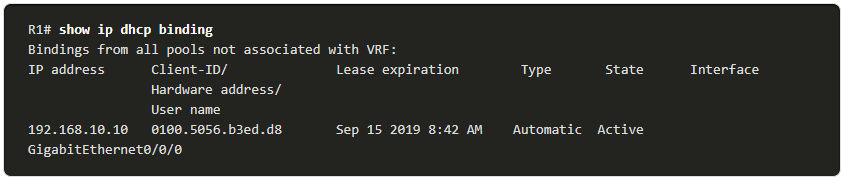 R1# show ip dhcp binding
Bindings from all pools not associated with VRF:
IP address      Client-ID/              Lease expiration        Type       State      Interface
                Hardware address/
                User name
192.168.10.10   0100.5056.b3ed.d8       Sep 15 2019 8:42 AM    Automatic  Active
GigabitEthernet0/0/0